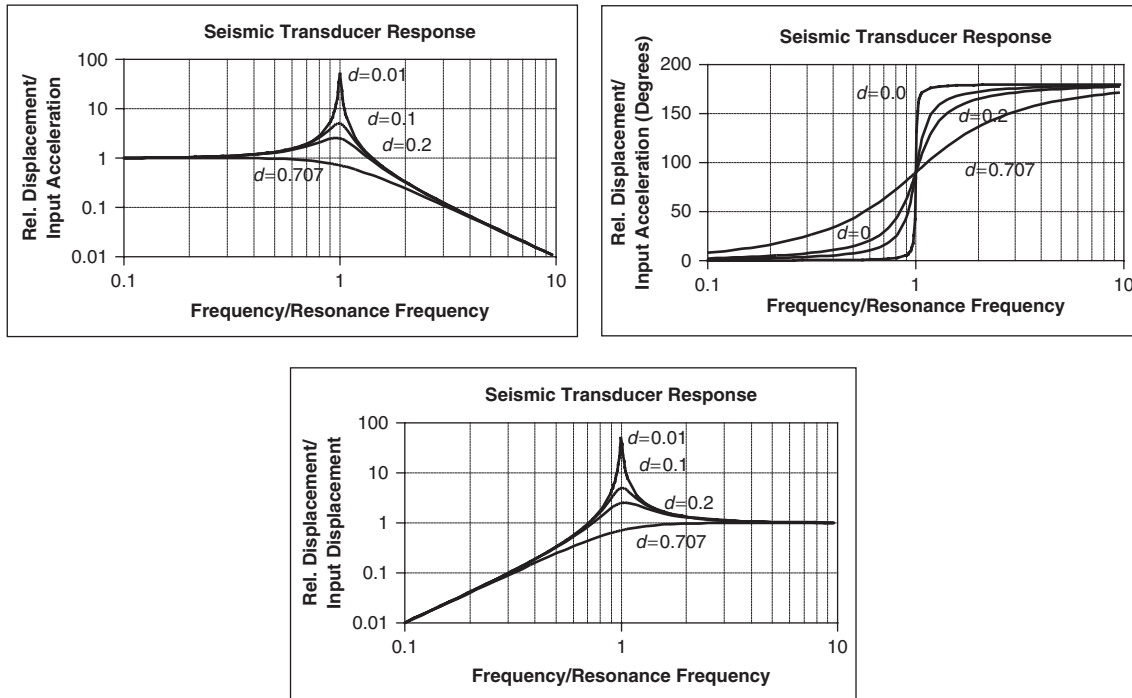 Seismic Transducer Response
Rel. Displacement/
Input Acceleration
100
10
1
0.1
0.01
d=0.01
d=0.1
d=0.2
d=0.707
0.1
1
10
Frequency/Resonance Frequency
Seismic Transducer Response
Rel. Displacement/
Input Acceleration (Degrees)
200
150
100
50
0
d=0.0
d=0.2
d=0.707
d=0
0.1
1
10
Frequency/Resonance Frequency
Seismic Transducer Response
Rel. Displacement/
Input Displacement
100
10
1
0.1
0.01
d=0.01
d=0.1
d=0.2
d=0.707
0.1
1
10
Frequency/Resonance Frequency